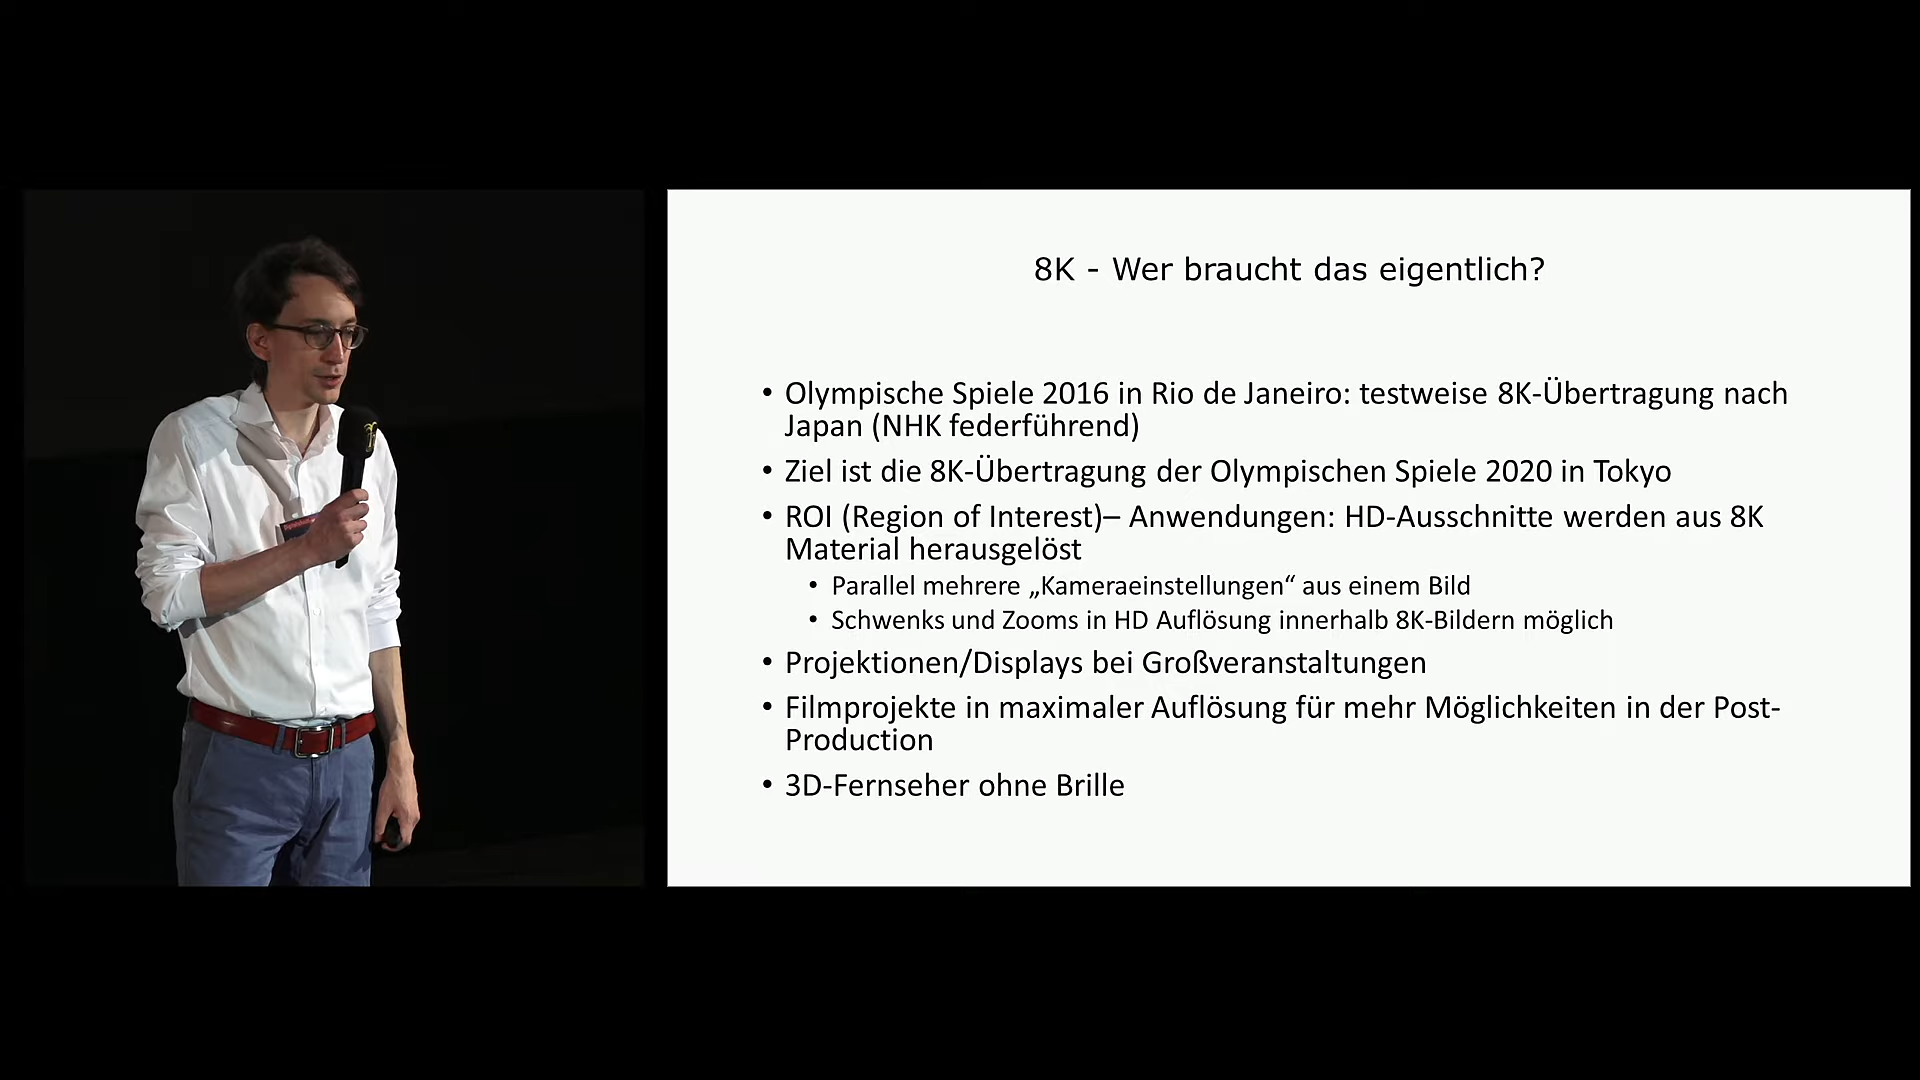 8K - Wer braucht das eigentlich?
• Olympische Spiele 2016 in Rio de Janeiro: testweise 8K-Übertragung nach
Japan (NHK federführend)
• Ziel ist die 8K-Übertragung der Olympischen Spiele 2020 in Tokyo
• ROI (Region of Interest)– Anwendungen: HD-Ausschnitte werden aus 8K
Material herausgelöst
• Parallel mehrere „Kameraeinstellungen“ aus einem Bild
• Schwenks und Zooms in HD Auflösung innerhalb 8K-Bildern möglich
• Projektionen/Displays bei Großveranstaltungen
• Filmprojekte in maximaler Auflösung für mehr Möglichkeiten in der Post-
Production
• 3D-Fernseher ohne Brille